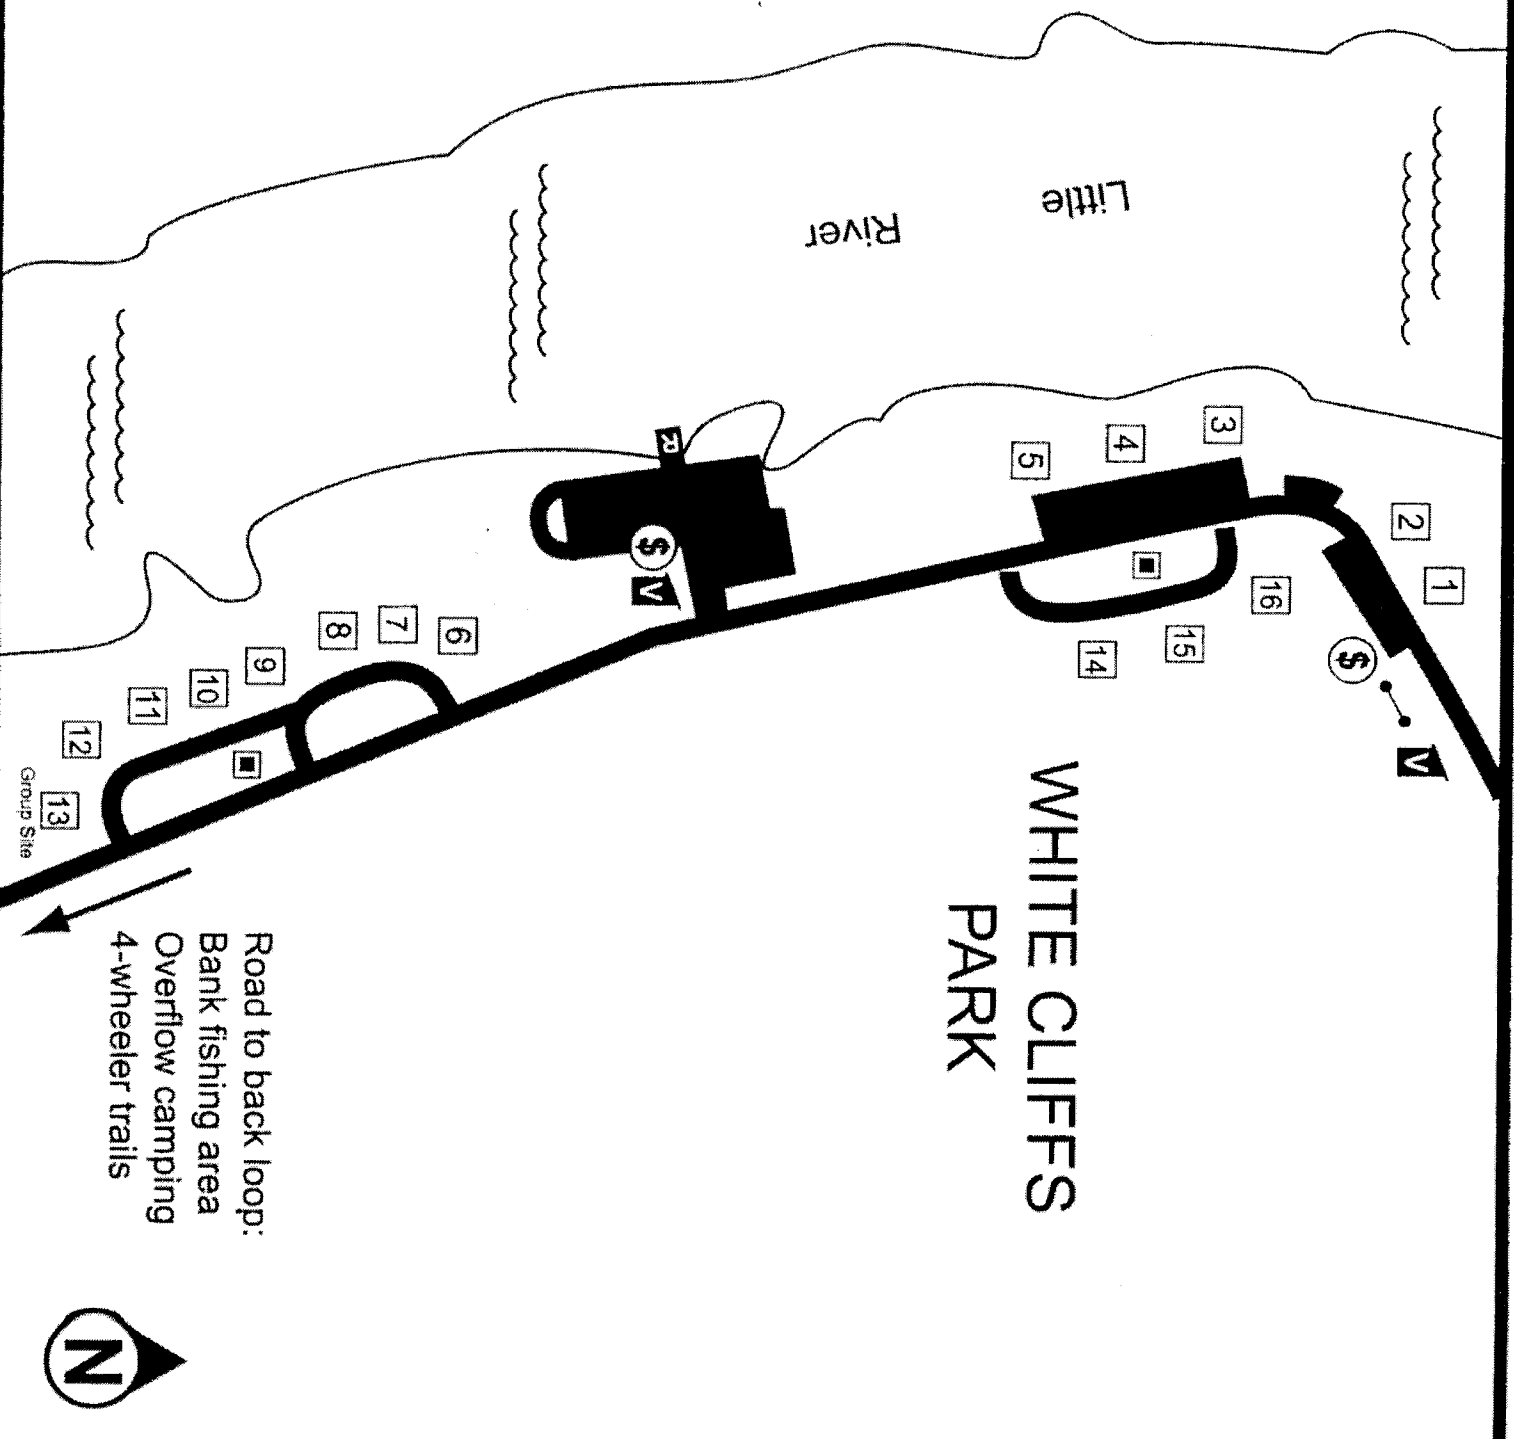 WHITE CLIFFS
PARK
Little
River
1
2
3
4
5
16
15
14
$
V
R
$
V
6
7
8
9
10
11
12
13
Group Site
Road to back loop:
Bank fishing area
Overflow camping
4-wheeler trails
N